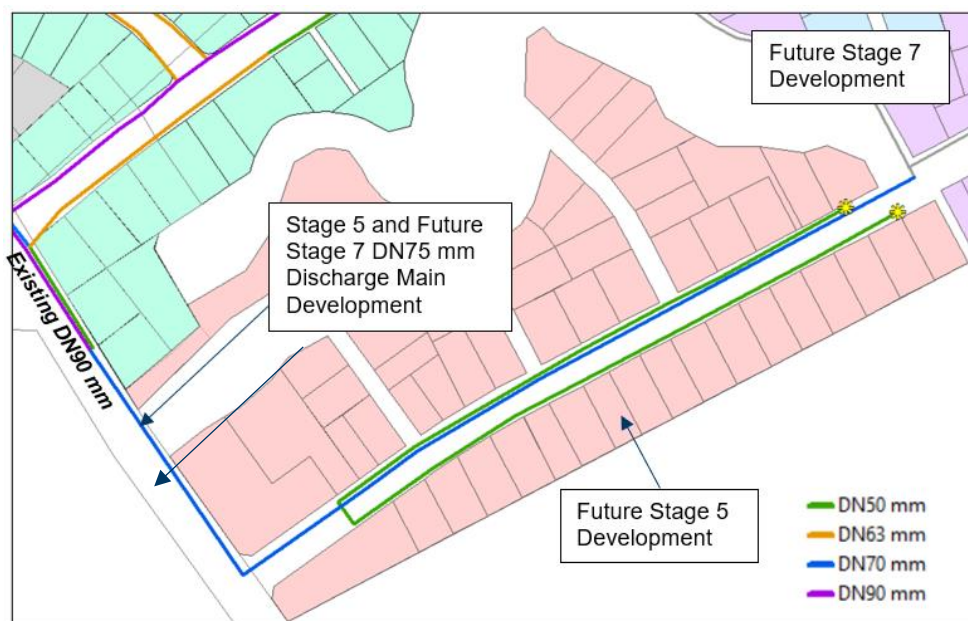 Future Stage 7
Development
Stage 5 and Future
Stage 7 DN75 mm
Discharge Main
Development
Existing DN90 mm
Future Stage 5
Development
DN50 mm
DN63 mm
DN70 mm
DN90 mm